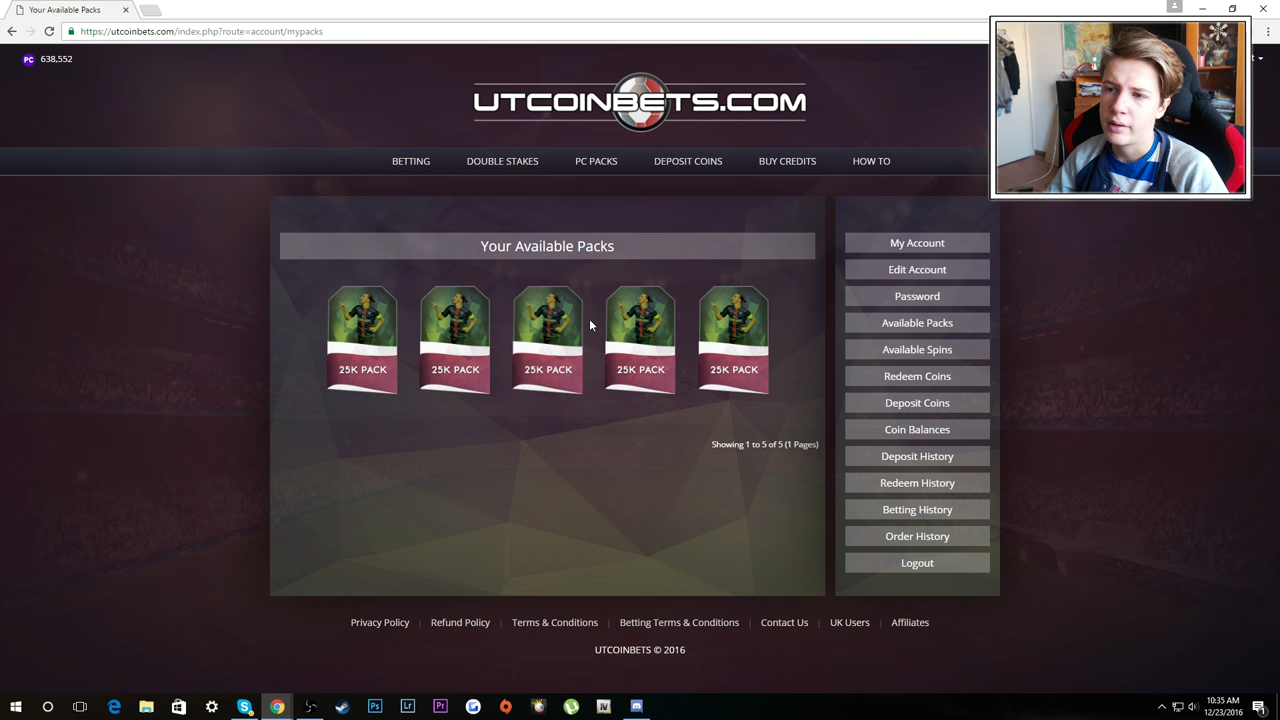 Your Available Packs
https://utcoinbets.com/index.php?route=account/mypacks
PC 638,552
UTCOINBETS.COM
BETTING DOUBLE STAKES PC PACKS DEPOSIT COINS BUY CREDITS HOW TO
Your Available Packs
25K PACK 25K PACK 25K PACK 25K PACK 25K PACK
Showing 1 to 5 of 5 (1 Pages)
My Account
Edit Account
Password
Available Packs
Available Spins
Redeem Coins
Deposit Coins
Coin Balances
Deposit History
Redeem History
Betting History
Order History
Logout
Privacy Policy | Refund Policy | Terms & Conditions | Betting Terms & Conditions | Contact Us | UK Users | Affiliates
UTCOINBETS © 2016
Ps Lr Pr IV
10:35 AM
12/23/2016